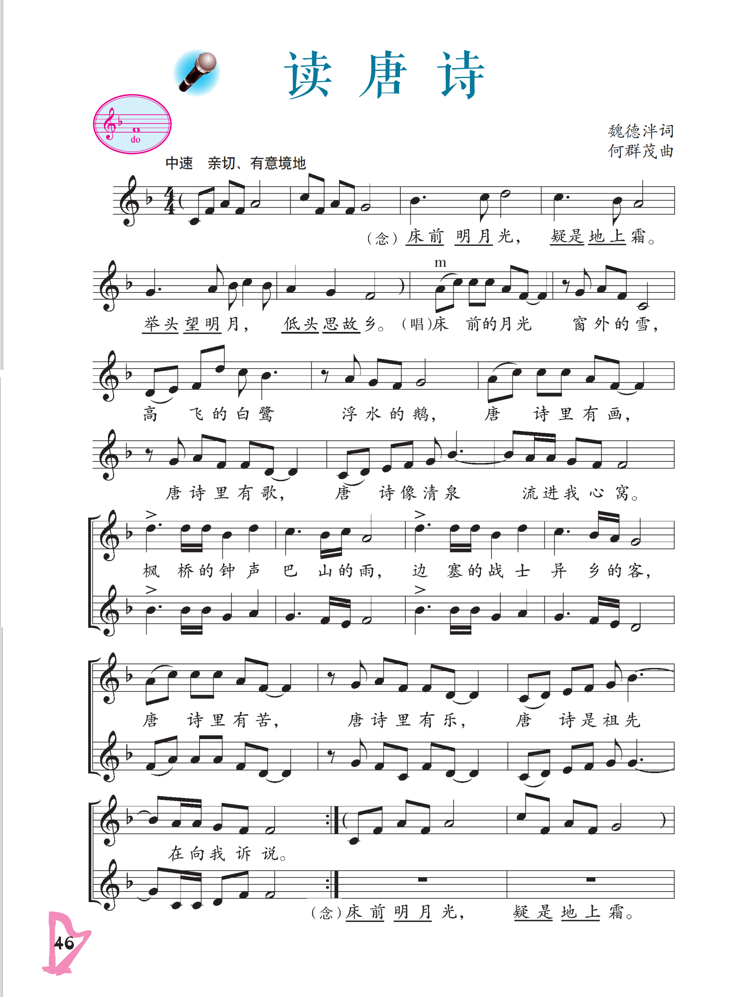 读唐诗
do
魏德泮词
何群茂曲
中速 亲切、有意境地
4
4
(念)床前 明月光， 疑是地上霜。
m
举头望明月， 低头思故乡。(唱)床 前的月光 窗外的雪，
高 飞的白鹭 浮水的鹅， 唐 诗里有画，
唐诗里有歌， 唐 诗像清泉 流进我心窝。
枫 桥的钟声 巴 山的雨， 边 塞的战士 异 乡的客，
唐 诗里有苦， 唐诗里有乐， 唐 诗是祖先
在向我诉说。
(念)床前明月光， 疑是地上霜。
46